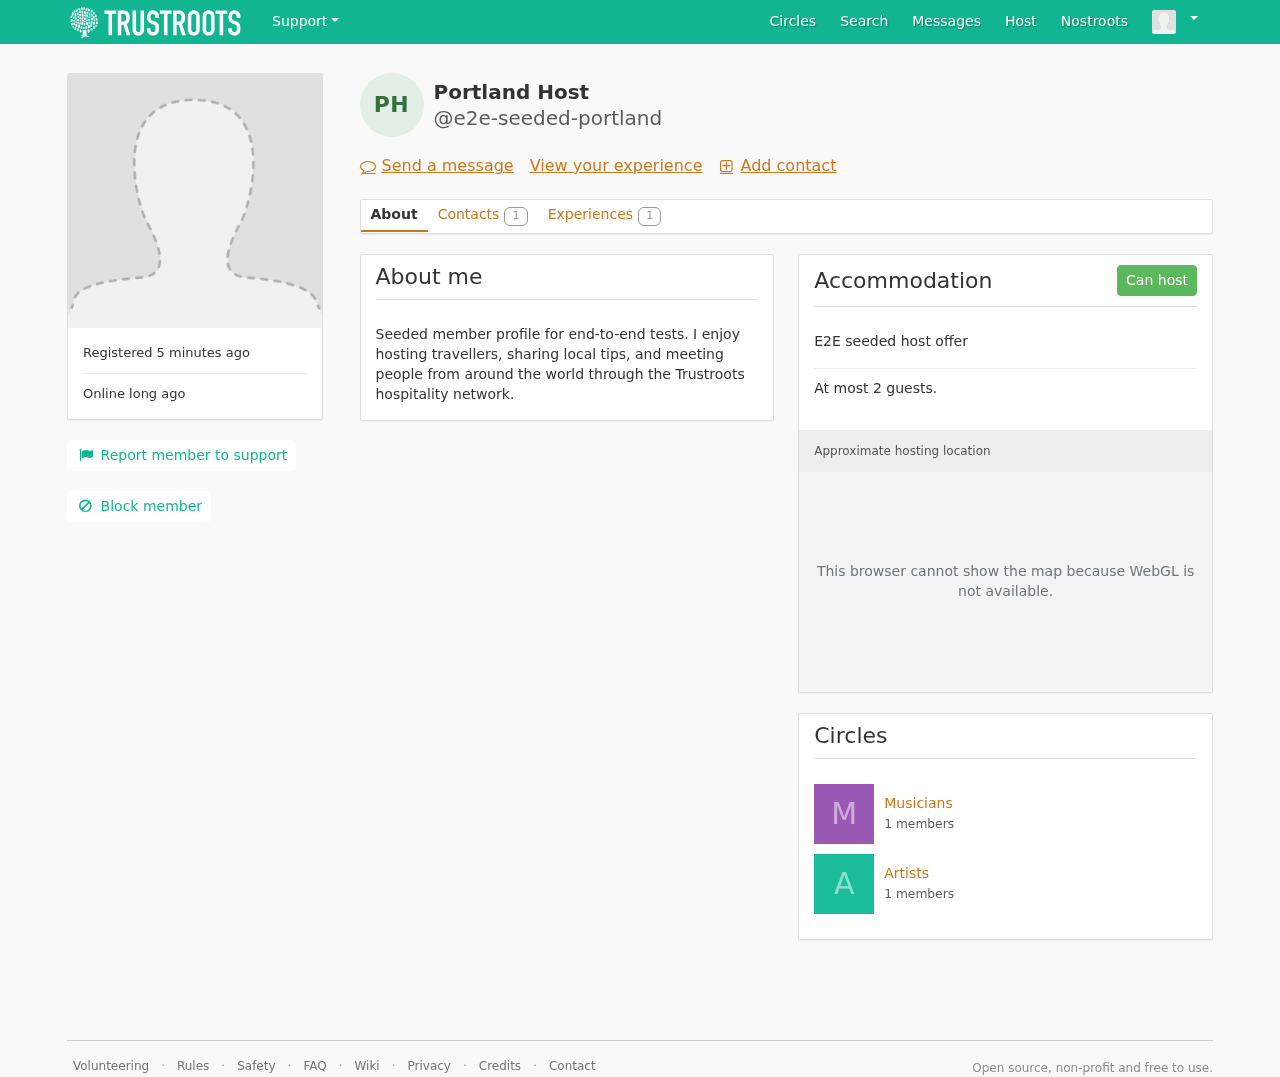 TRUSTROOTS Support Circles Search Messages Host Nostroots
PH
Portland Host
@e2e-seeded-portland
Send a message View your experience Add contact
About Contacts 1 Experiences 1
Registered 5 minutes ago
Online long ago
Report member to support
Block member
About me
Seeded member profile for end-to-end tests. I enjoy
hosting travellers, sharing local tips, and meeting
people from around the world through the Trustroots
hospitality network.
Accommodation Can host
E2E seeded host offer
At most 2 guests.
Approximate hosting location
This browser cannot show the map because WebGL is
not available.
Circles
M
Musicians
1 members
A
Artists
1 members
Volunteering · Rules · Safety · FAQ · Wiki · Privacy · Credits · Contact
Open source, non-profit and free to use.